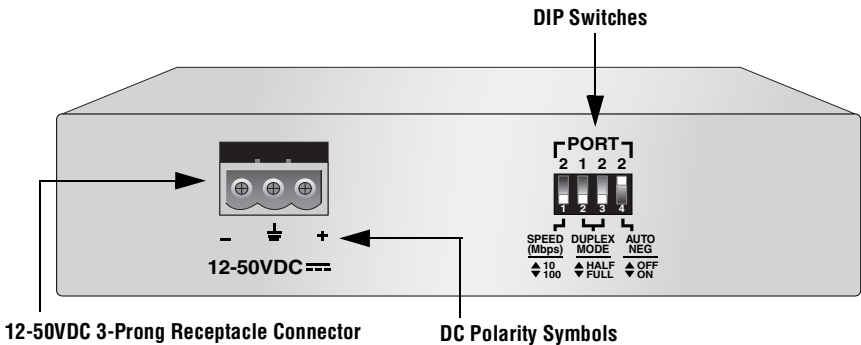 DIP Switches
PORT
2 1 2 2
1 2 3 4
SPEED (Mbps)
▲ 10
▼ 100
DUPLEX MODE
▲ HALF
▼ FULL
AUTO NEG
▲ OFF
▼ ON
– ⏚ +
12-50VDC
12-50VDC 3-Prong Receptacle Connector
DC Polarity Symbols